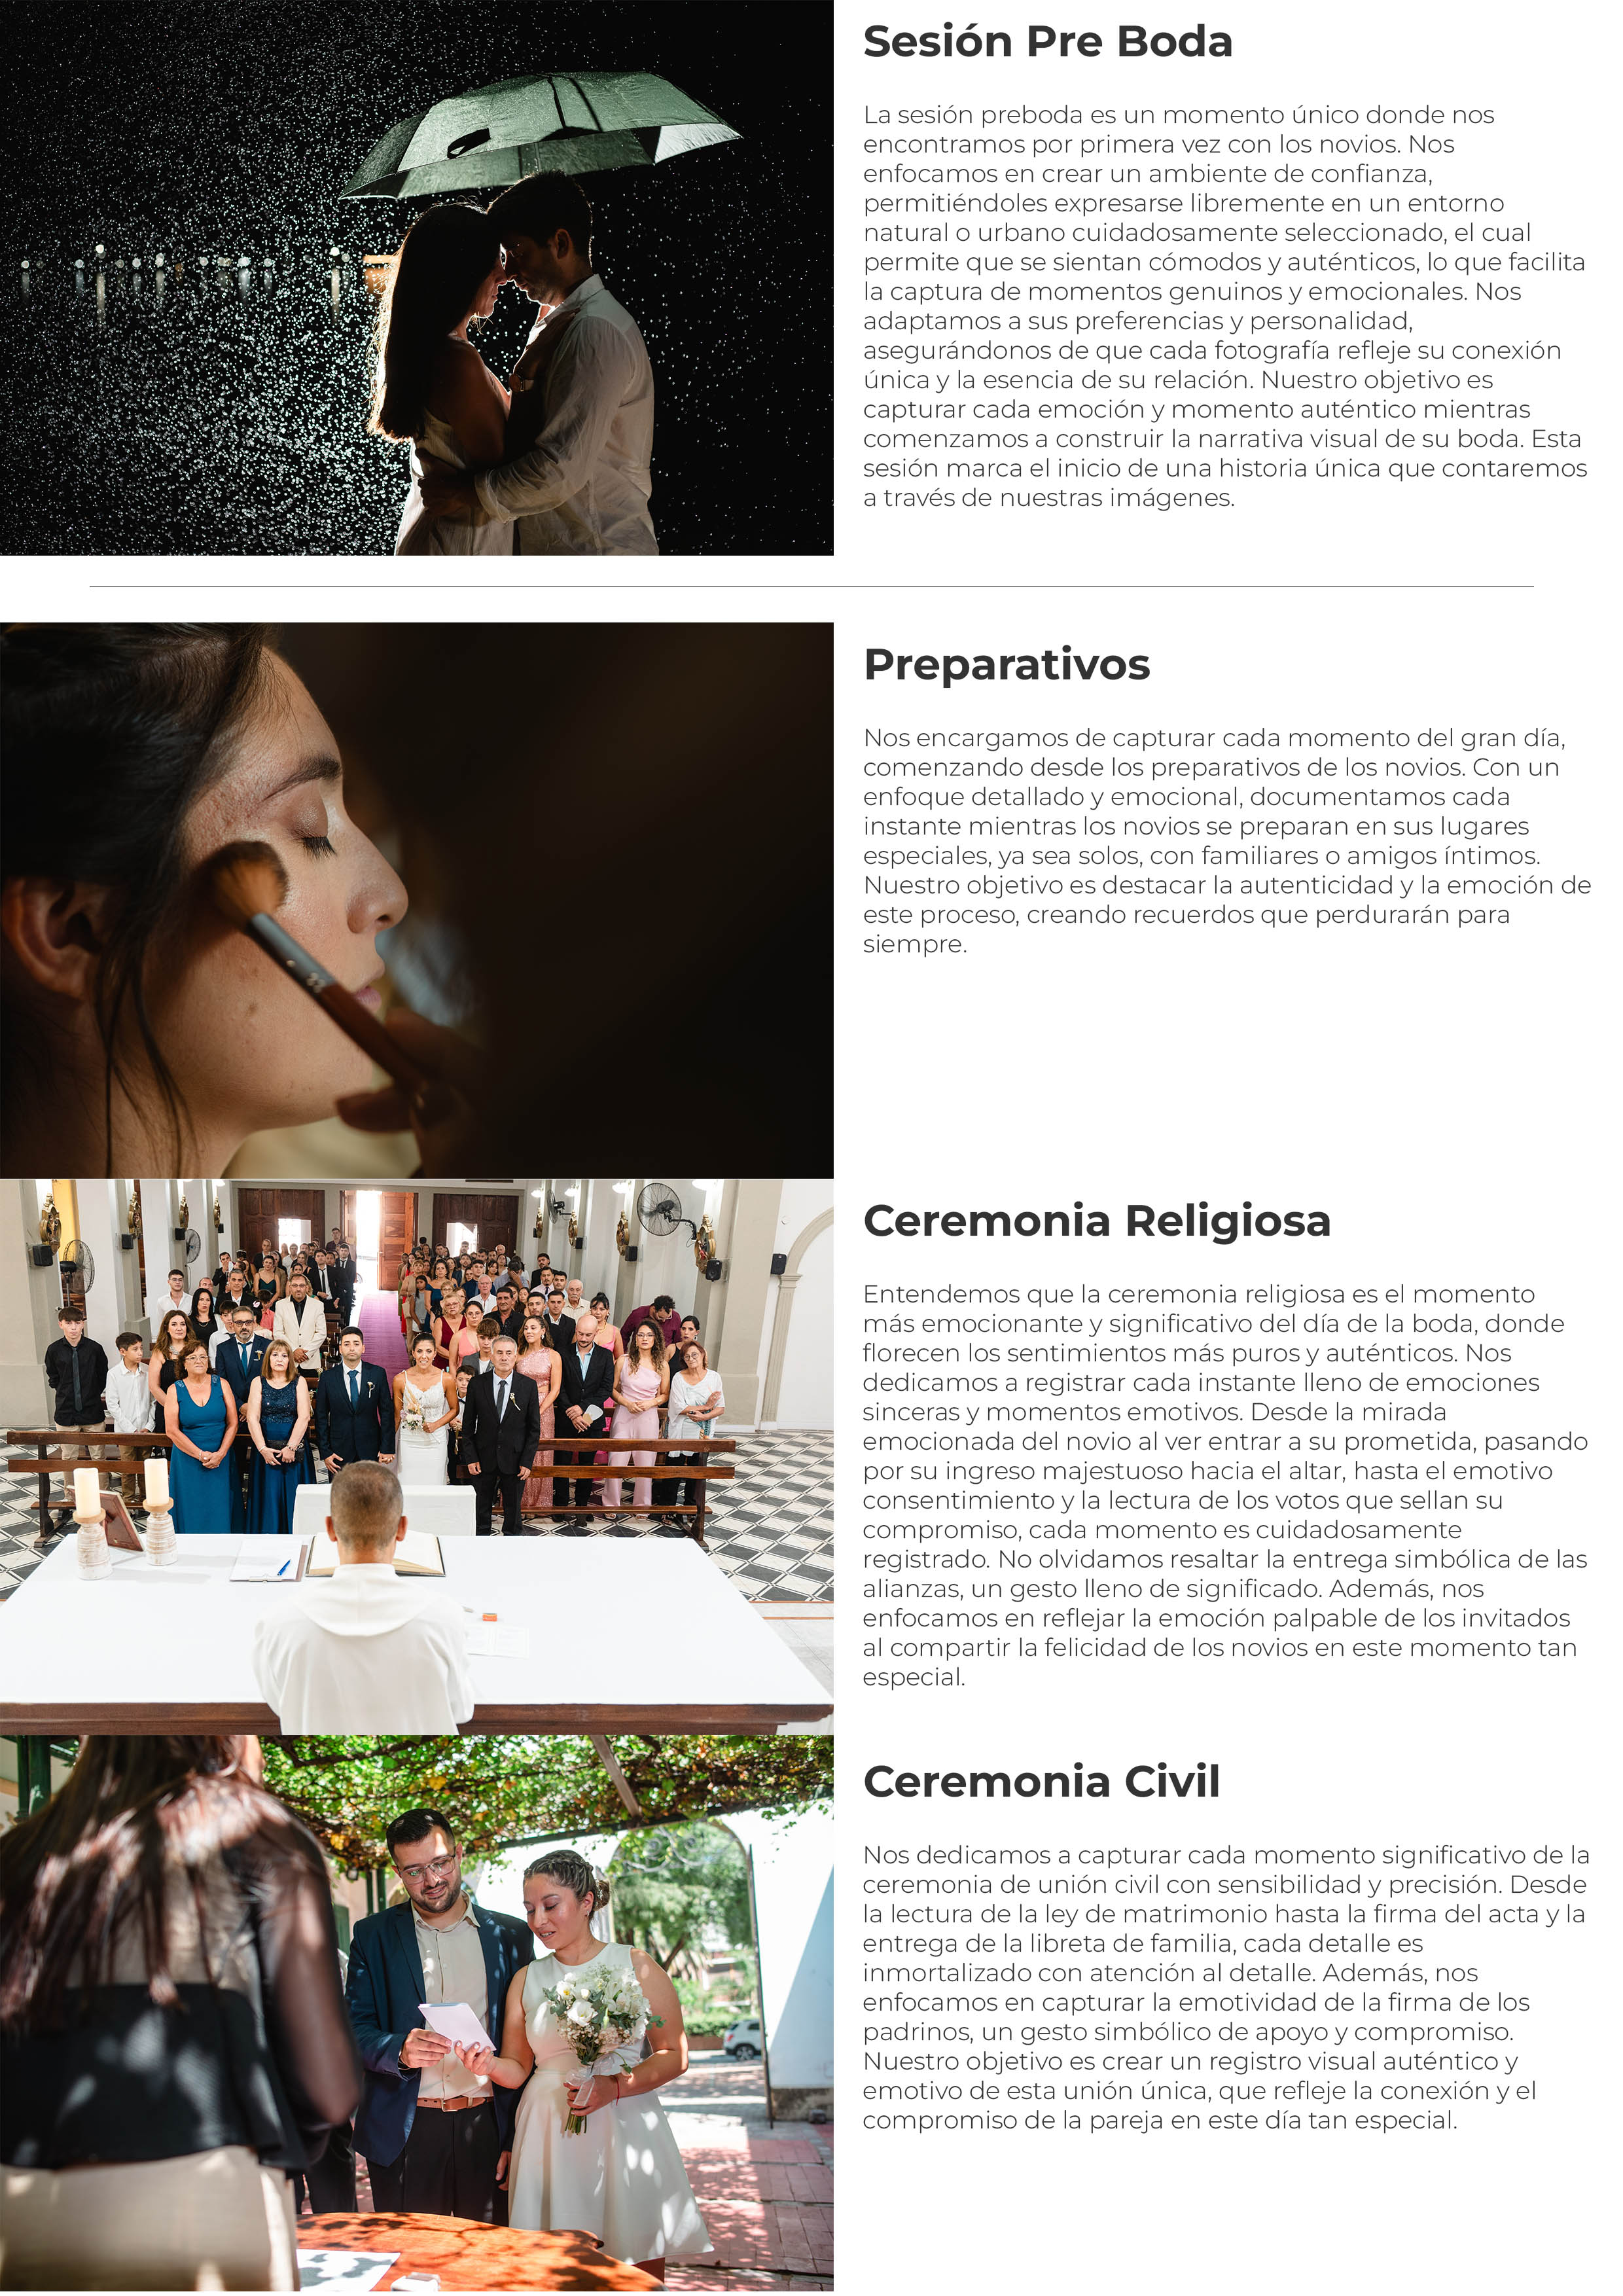 Sesión Pre Boda
La sesión preboda es un momento único donde nos
encontramos por primera vez con los novios. Nos
enfocamos en crear un ambiente de confianza,
permitiéndoles expresarse libremente en un entorno
natural o urbano cuidadosamente seleccionado, el cual
permite que se sientan cómodos y auténticos, lo que facilita
la captura de momentos genuinos y emocionales. Nos
adaptamos a sus preferencias y personalidad,
asegurándonos de que cada fotografía refleje su conexión
única y la esencia de su relación. Nuestro objetivo es
capturar cada emoción y momento auténtico mientras
comenzamos a construir la narrativa visual de su boda. Esta
sesión marca el inicio de una historia única que contaremos
a través de nuestras imágenes.
Preparativos
Nos encargamos de capturar cada momento del gran día,
comenzando desde los preparativos de los novios. Con un
enfoque detallado y emocional, documentamos cada
instante mientras los novios se preparan en sus lugares
especiales, ya sea solos, con familiares o amigos íntimos.
Nuestro objetivo es destacar la autenticidad y la emoción de
este proceso, creando recuerdos que perdurarán para
siempre.
Ceremonia Religiosa
Entendemos que la ceremonia religiosa es el momento
más emocionante y significativo del día de la boda, donde
florecen los sentimientos más puros y auténticos. Nos
dedicamos a registrar cada instante lleno de emociones
sinceras y momentos emotivos. Desde la mirada
emocionada del novio al ver entrar a su prometida, pasando
por su ingreso majestuoso hacia el altar, hasta el emotivo
consentimiento y la lectura de los votos que sellan su
compromiso, cada momento es cuidadosamente
registrado. No olvidamos resaltar la entrega simbólica de las
alianzas, un gesto lleno de significado. Además, nos
enfocamos en reflejar la emoción palpable de los invitados
al compartir la felicidad de los novios en este momento tan
especial.
Ceremonia Civil
Nos dedicamos a capturar cada momento significativo de la
ceremonia de unión civil con sensibilidad y precisión. Desde
la lectura de la ley de matrimonio hasta la firma del acta y la
entrega de la libreta de familia, cada detalle es
inmortalizado con atención al detalle. Además, nos
enfocamos en capturar la emotividad de la firma de los
padrinos, un gesto simbólico de apoyo y compromiso.
Nuestro objetivo es crear un registro visual auténtico y
emotivo de esta unión única, que refleje la conexión y el
compromiso de la pareja en este día tan especial.